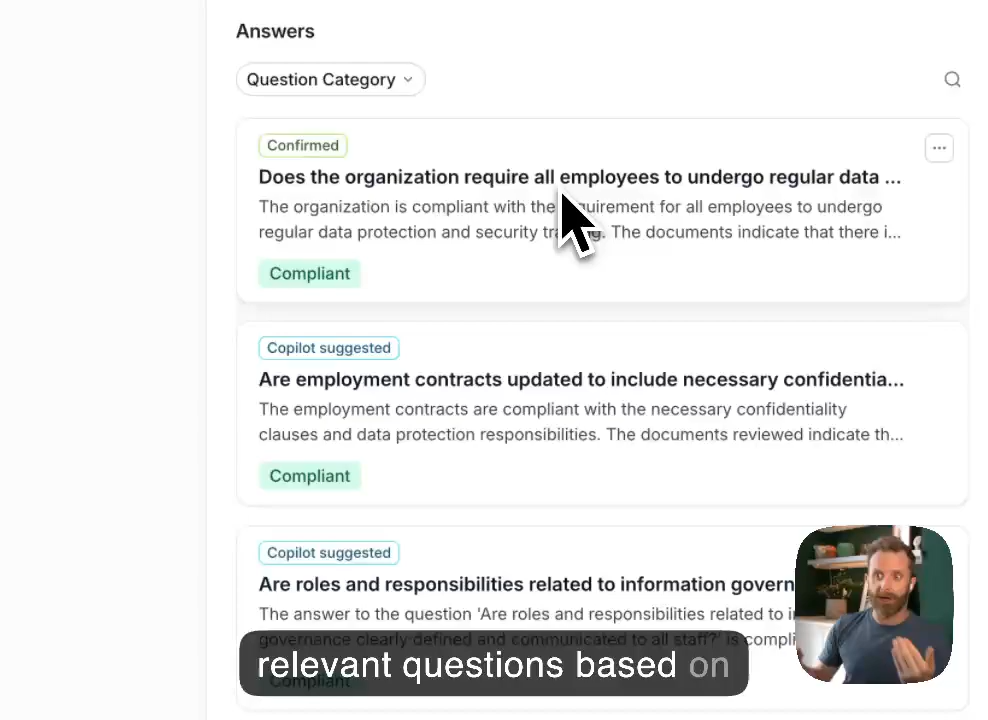 Answers
Question Category
Confirmed
Does the organization require all employees to undergo regular data ...
The organization is compliant with the requirement for all employees to undergo
regular data protection and security training. The documents indicate that there i...
Compliant
Copilot suggested
Are employment contracts updated to include necessary confidentia...
The employment contracts are compliant with the necessary confidentiality
clauses and data protection responsibilities. The documents reviewed indicate th...
Compliant
Copilot suggested
Are roles and responsibilities related to information govern
The answer to the question 'Are roles and responsibilities related to
governance clearly defined and communicated to all staff?' is compli
Compliant
relevant questions based on